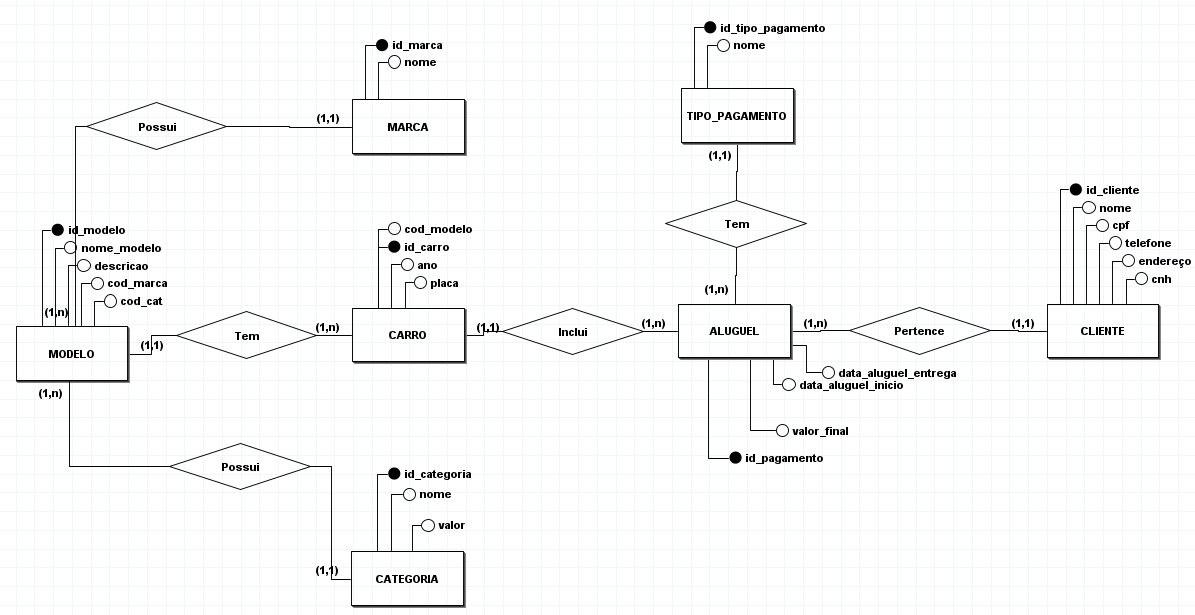 id_tipo_pagamento
nome
id_marca
nome
TIPO_PAGAMENTO
(1,1)
Possui
(1,1)
MARCA
id_cliente
nome
cpf
telefone
endereço
cnh
Tem
id_modelo
nome_modelo
descricao
cod_marca
cod_cat
(1,n)
cod_modelo
id_carro
ano
placa
(1,n)
MODELO
(1,1)
Tem
(1,n)
CARRO
(1,1)
Inclui
(1,n)
ALUGUEL
(1,n)
Pertence
(1,1)
CLIENTE
data_aluguel_entrega
data_aluguel_inicio
(1,n)
valor_final
id_pagamento
Possui
id_categoria
nome
valor
(1,1)
CATEGORIA